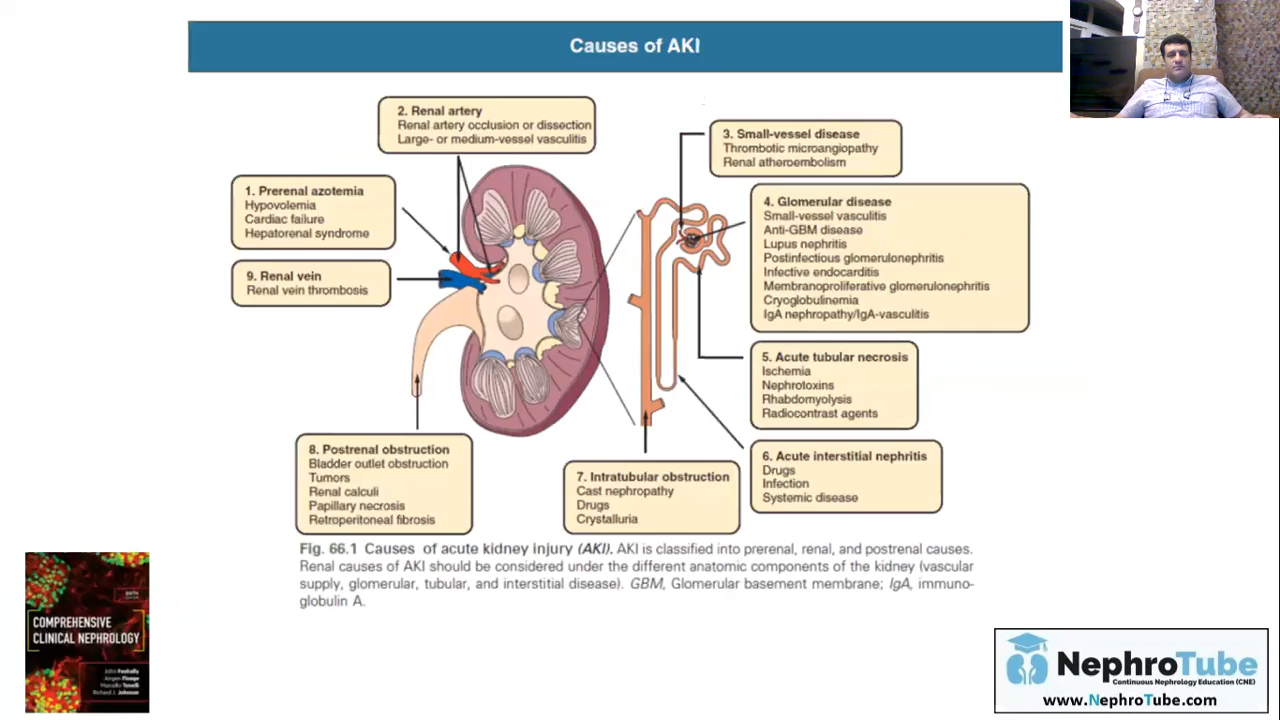 Causes of AKI
2. Renal artery
Renal artery occlusion or dissection
Large- or medium-vessel vasculitis
3. Small-vessel disease
Thrombotic microangiopathy
Renal atheroembolism
1. Prerenal azotemia
Hypovolemia
Cardiac failure
Hepatorenal syndrome
4. Glomerular disease
Small-vessel vasculitis
Anti-GBM disease
Lupus nephritis
Postinfectious glomerulonephritis
Infective endocarditis
Membranoproliferative glomerulonephritis
Cryoglobulinemia
IgA nephropathy/IgA-vasculitis
9. Renal vein
Renal vein thrombosis
5. Acute tubular necrosis
Ischemia
Nephrotoxins
Rhabdomyolysis
Radiocontrast agents
8. Postrenal obstruction
Bladder outlet obstruction
Tumors
Renal calculi
Papillary necrosis
Retroperitoneal fibrosis
7. Intratubular obstruction
Cast nephropathy
Drugs
Crystalluria
6. Acute interstitial nephritis
Drugs
Infection
Systemic disease
Fig. 66.1 Causes of acute kidney injury (AKI). AKI is classified into prerenal, renal, and postrenal causes.
Renal causes of AKI should be considered under the different anatomic components of the kidney (vascular
supply, glomerular, tubular, and interstitial disease). GBM, Glomerular basement membrane; IgA, immuno-
globulin A.
COMPREHENSIVE
CLINICAL NEPHROLOGY
John Feehally
Richard J. Johnson
NephroTube
Continuous Nephrology Education (CNE)
www.NephroTube.com